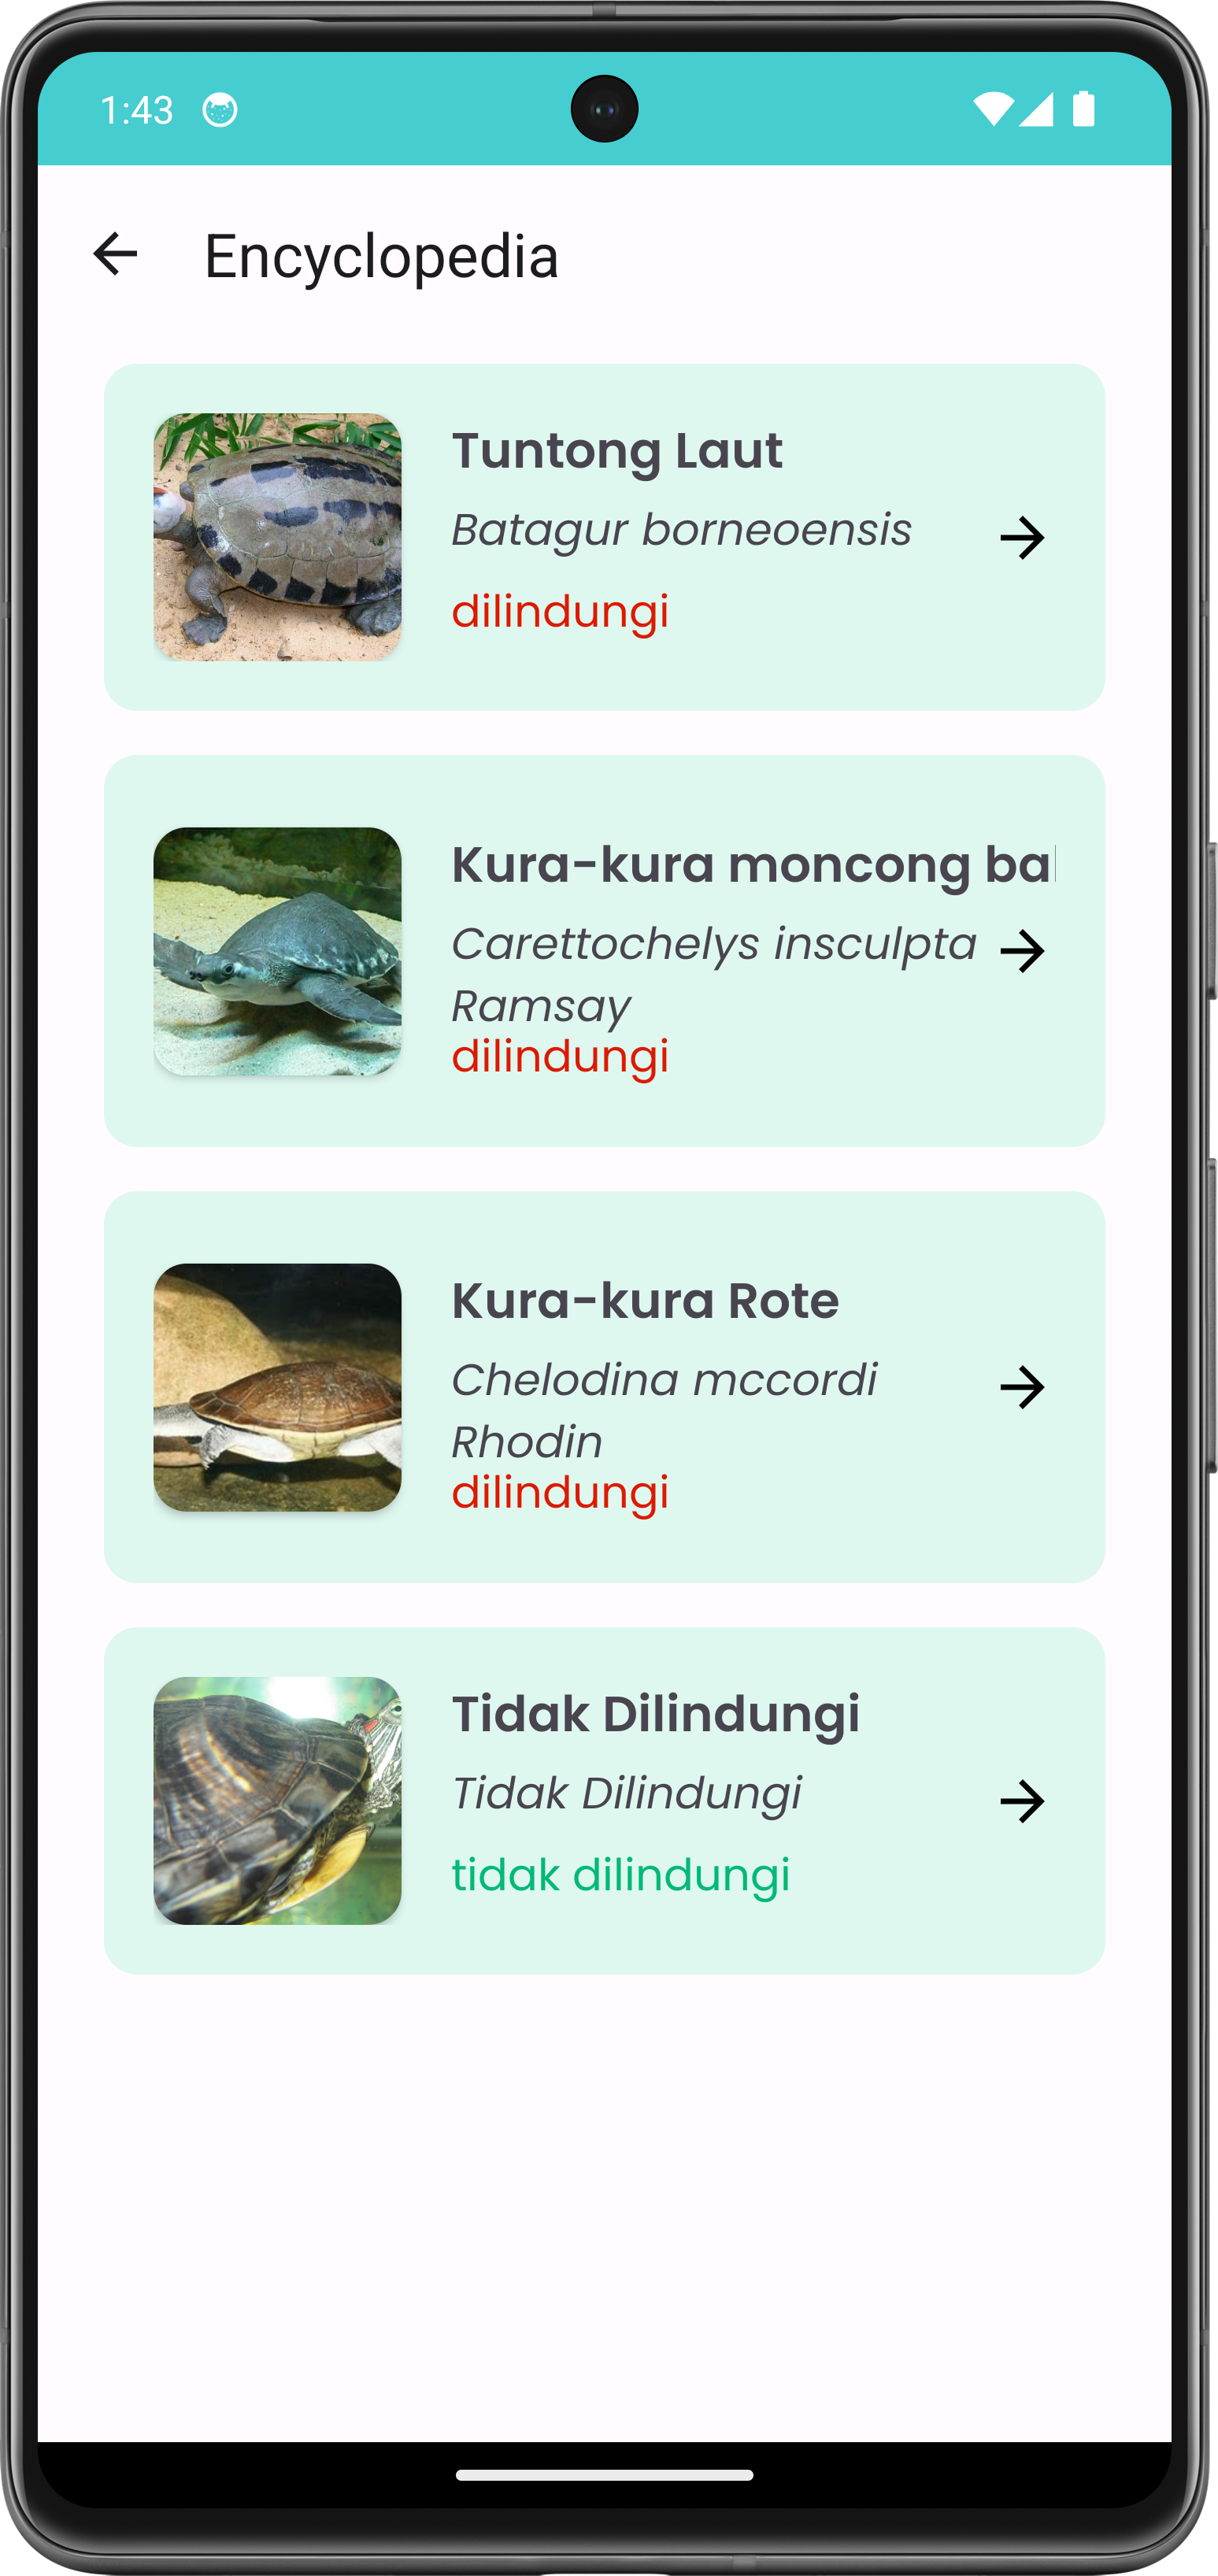 1:43
Encyclopedia
Tuntong Laut
Batagur borneoensis
dilindungi
Kura-kura moncong
Carettochelys insculpta
Ramsay
dilindungi
Kura-kura Rote
Chelodina mccordi
Rhodin
dilindungi
Tidak Dilindungi
Tidak Dilindungi
tidak dilindungi